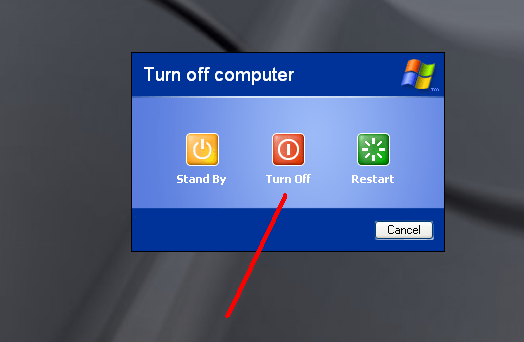 Turn off computer
Stand By
Turn Off
Restart
Cancel